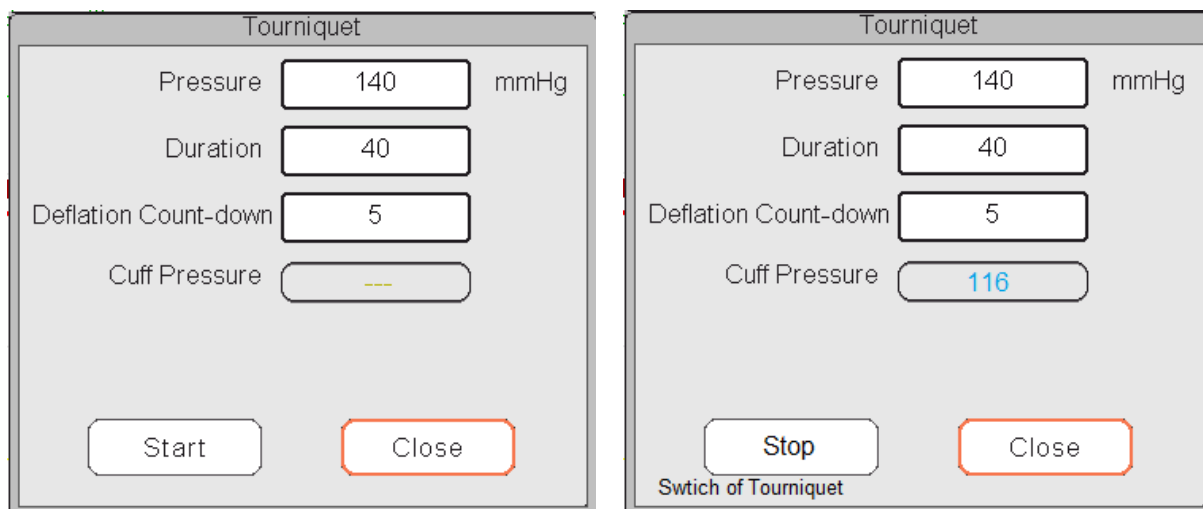 Tourniquet
Pressure 140 mmHg
Duration 40
Deflation Count-down 5
Cuff Pressure ---
Start Close
Tourniquet
Pressure 140 mmHg
Duration 40
Deflation Count-down 5
Cuff Pressure 116
Stop Close
Swtich of Tourniquet